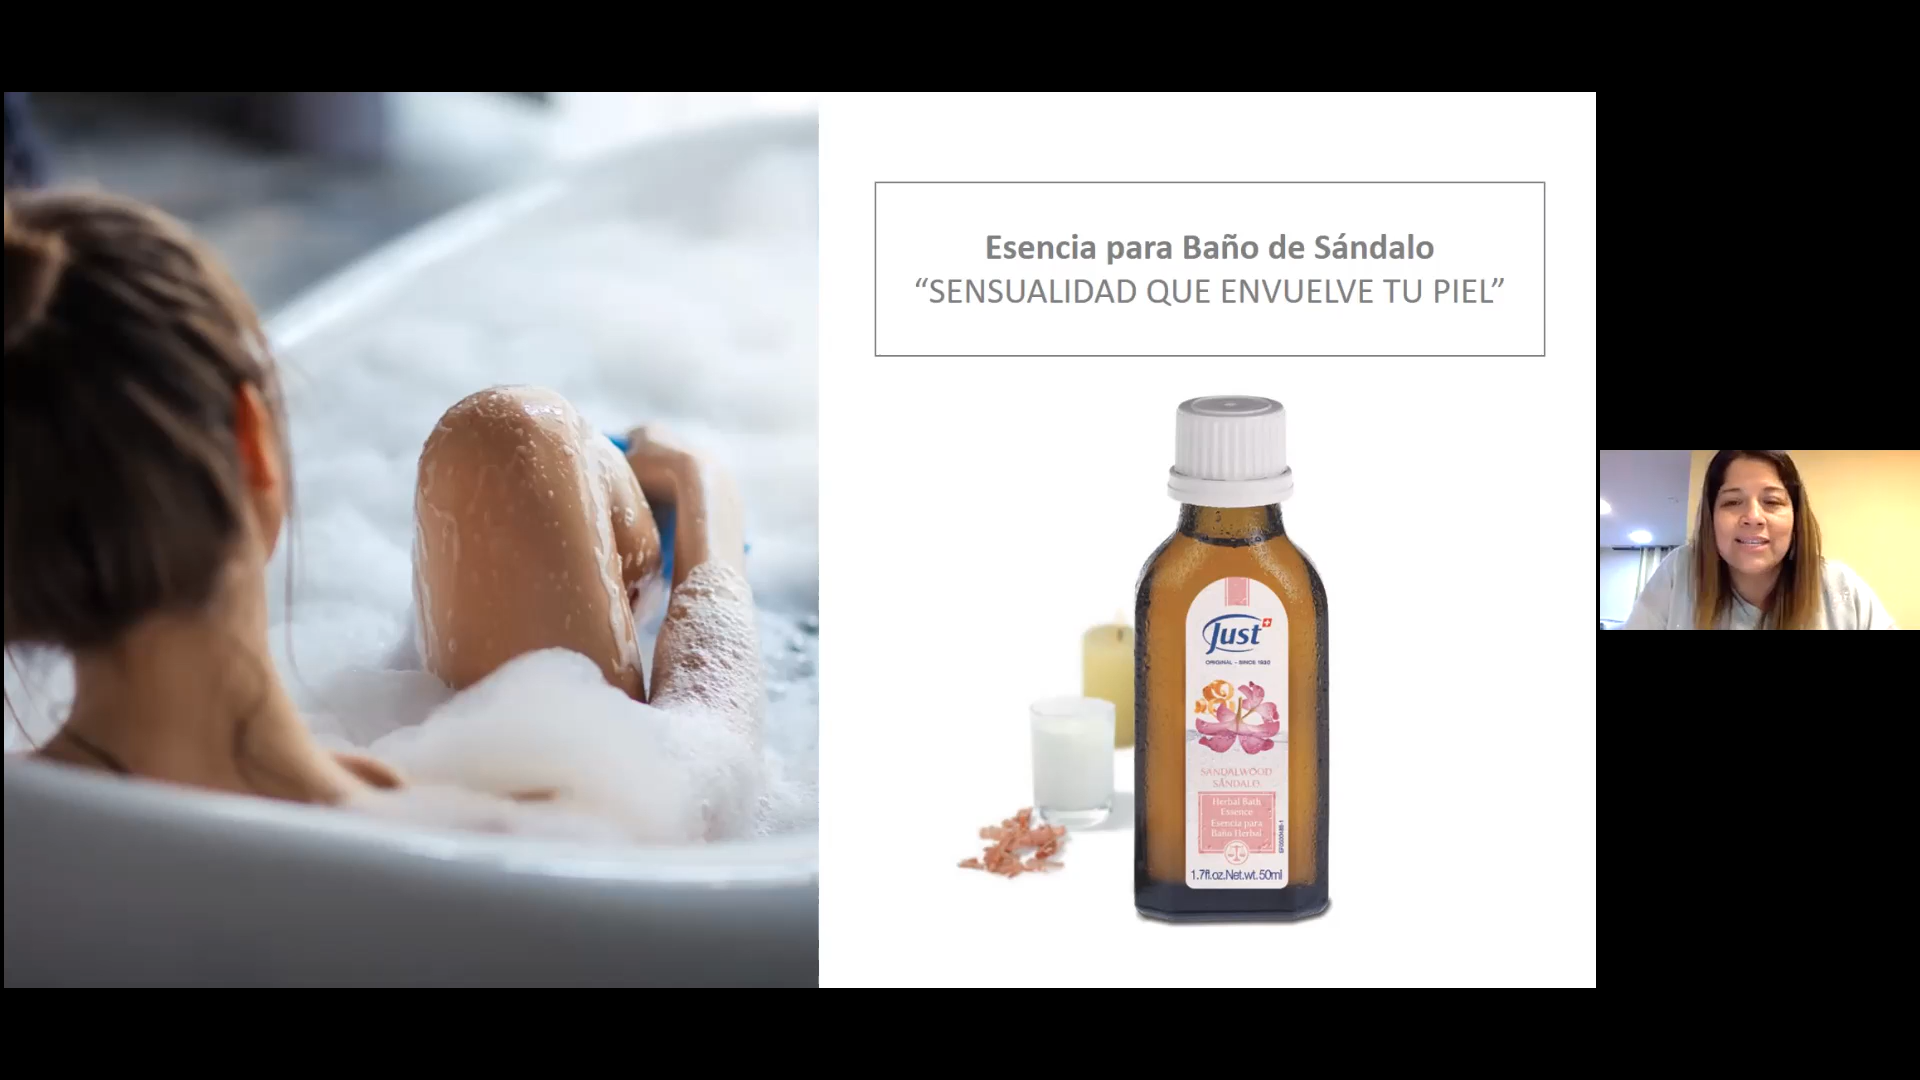 Esencia para Baño de Sándalo
“SENSUALIDAD QUE ENVUELVE TU PIEL”
Just
ORIGINAL - SINCE 1930
SANDALWOOD
SÁNDALO
Herbal Bath
Essence
Esencia para
Baño Herbal
1.7fl.oz.Net.wt.50ml